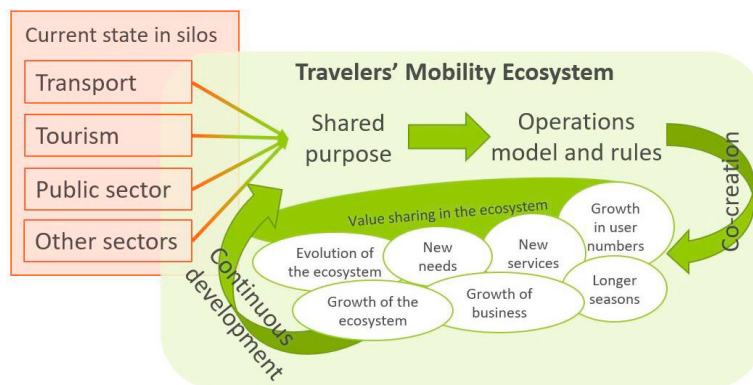 Current state in silos
Transport
Tourism
Public sector
Other sectors
Travelers' Mobility Ecosystem
Shared
purpose
Operations
model and rules
Co-creation
Value sharing in the ecosystem
Growth
in user
numbers
Evolution of
the ecosystem
New
needs
New
services
Longer
seasons
Growth of the
ecosystem
Growth of
business
Continuous
development